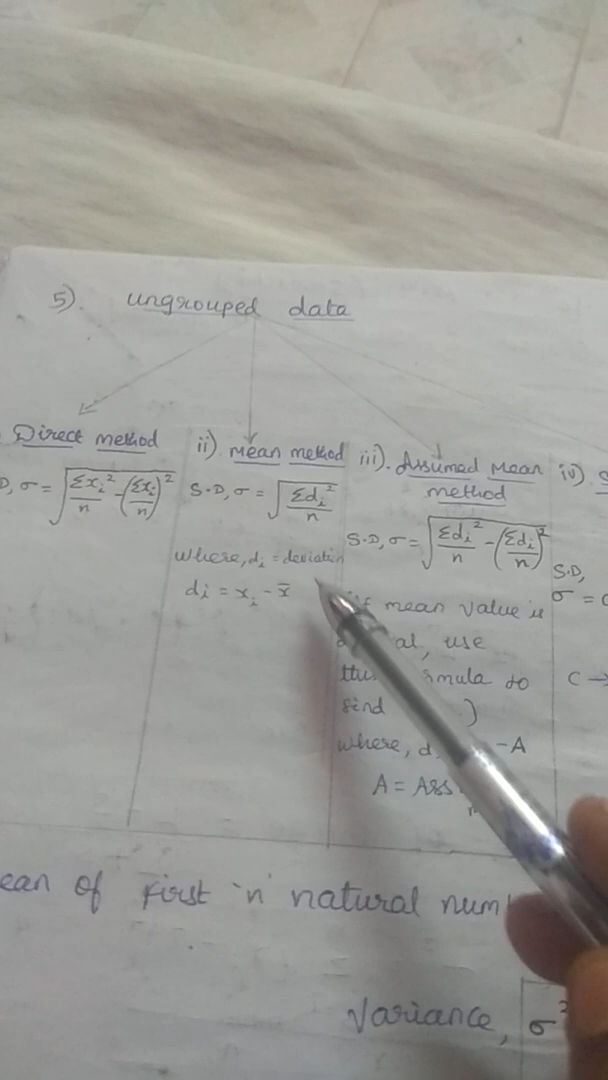 5). ungrouped data
Direct method
D, σ = √(Σxᵢ²/n - (Σxᵢ/n)²)
ii) Mean method
S.D, σ = √(Σdᵢ²/n)
where, dᵢ = deviation
dᵢ = xᵢ - x̄
iii). Assumed Mean
method
S.D, σ = √(Σdᵢ²/n - (Σdᵢ/n)²)
mean value is
al, use
mula to
find )
where, d -A
A = Ass
iv)
S.D,
σ =
C →
ean of first 'n' natural num
Variance, σ²